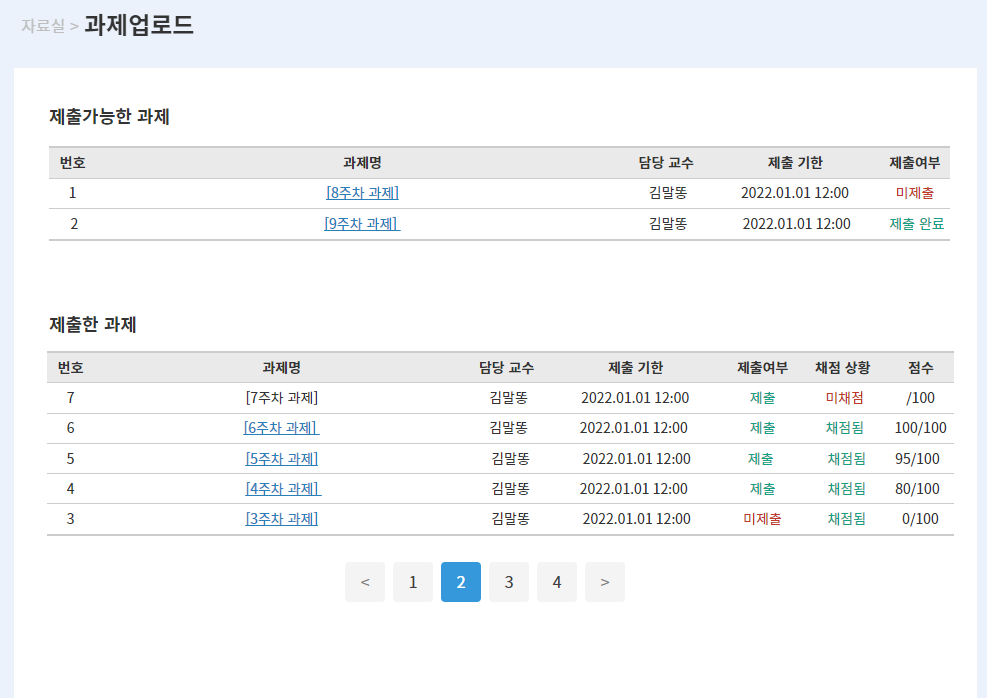 자료실 > 과제업로드
제출가능한 과제
번호 과제명 담당 교수 제출 기한 제출여부
1 [8주차 과제] 김말똥 2022.01.01 12:00 미제출
2 [9주차 과제] 김말똥 2022.01.01 12:00 제출 완료
제출한 과제
번호 과제명 담당 교수 제출 기한 제출여부 채점 상황 점수
7 [7주차 과제] 김말똥 2022.01.01 12:00 제출 미채점 /100
6 [6주차 과제] 김말똥 2022.01.01 12:00 제출 채점됨 100/100
5 [5주차 과제] 김말똥 2022.01.01 12:00 제출 채점됨 95/100
4 [4주차 과제] 김말똥 2022.01.01 12:00 제출 채점됨 80/100
3 [3주차 과제] 김말똥 2022.01.01 12:00 미제출 채점됨 0/100
< 1 2 3 4 >